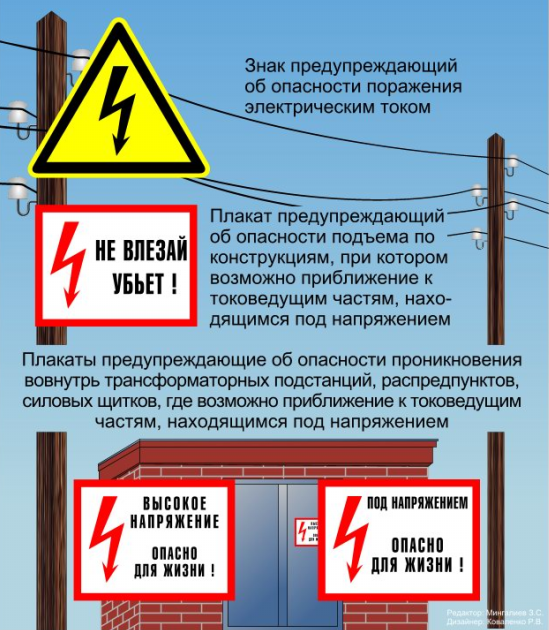 Знак предупреждающий
об опасности поражения
электрическим током
НЕ ВЛЕЗАЙ
УБЬЕТ !
Плакат предупреждающий
об опасности подъема по
конструкциям, при котором
возможно приближение к
токоведущим частям, нахо-
дящимся под напряжением
Плакаты предупреждающие об опасности проникновения
вовнутрь трансформаторных подстанций, распредпунктов,
силовых щитков, где возможно приближение к токоведущим
частям, находящимся под напряжением
ВЫСОКОЕ
НАПРЯЖЕНИЕ
ОПАСНО
ДЛЯ ЖИЗНИ !
ПОД НАПРЯЖЕНИЕМ
ОПАСНО
ДЛЯ ЖИЗНИ !
Редактор: Мингалиев З.С.
Дизайнер: Коваленко Р.В.